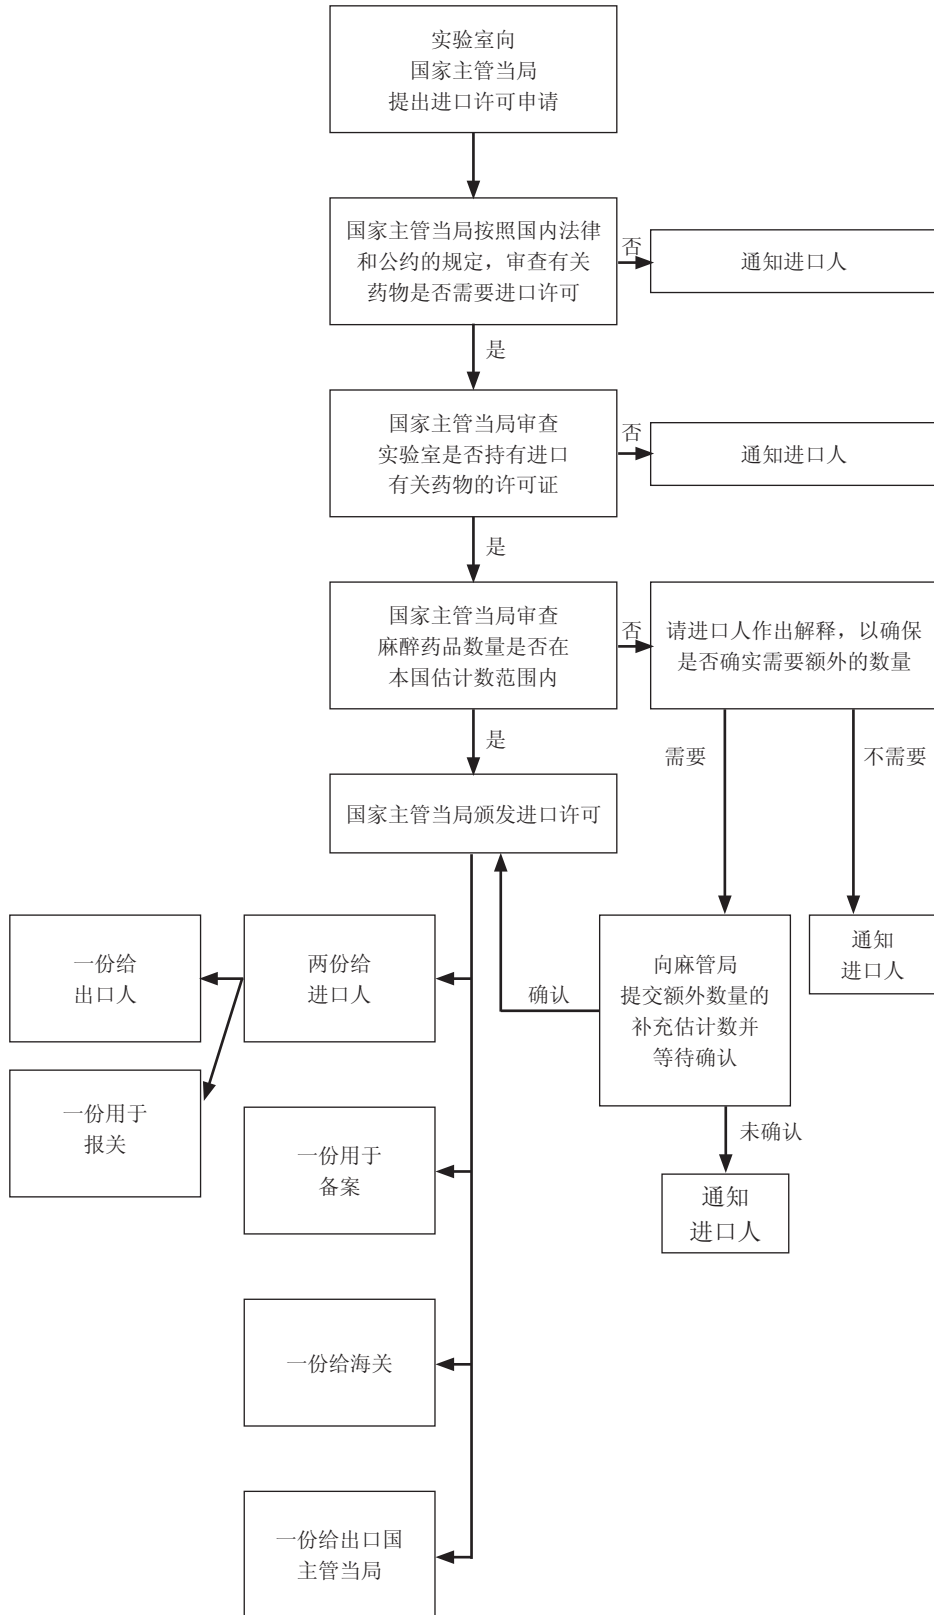 实验室向
国家主管当局
提出进口许可申请
国家主管当局按照国内法律
和公约的规定，审查有关
药物是否需要进口许可
否
通知进口人
是
国家主管当局审查
实验室是否持有进口
有关药物的许可证
否
通知进口人
是
国家主管当局审查
麻醉药品数量是否在
本国估计数范围内
否
请进口人作出解释，以确保
是否确实需要额外的数量
是
需要
不需要
国家主管当局颁发进口许可
一份给
出口人
两份给
进口人
确认
向麻管局
提交额外数量的
补充估计数并
等待确认
通知
进口人
一份用于
报关
未确认
一份用于
备案
通知
进口人
一份给海关
一份给出口国
主管当局